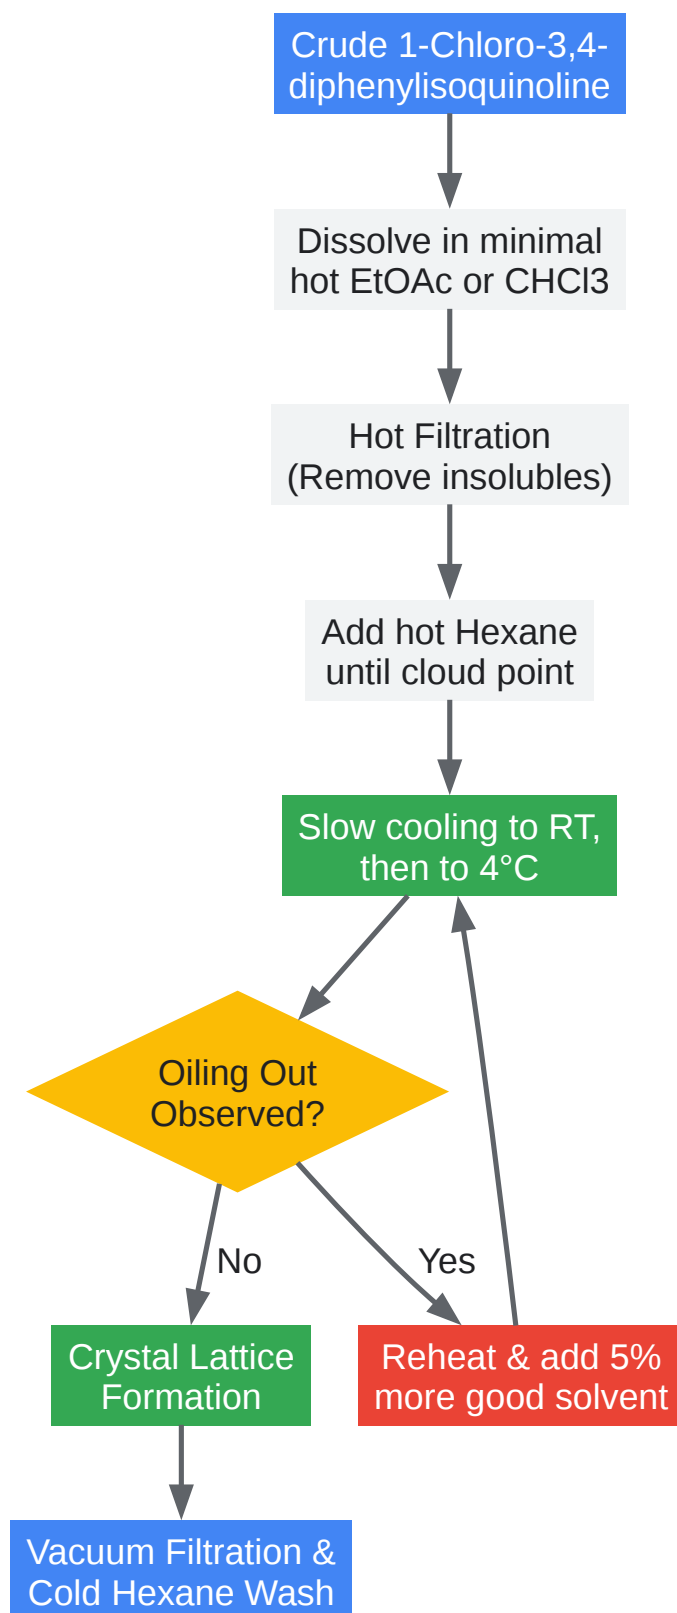 Crude 1-Chloro-3,4-
diphenylisoquinoline
Dissolve in minimal
hot EtOAc or CHCl3
Hot Filtration
(Remove insolubles)
Add hot Hexane
until cloud point
Slow cooling to RT,
then to 4°C
Oiling Out
Observed?
No
Yes
Crystal Lattice
Formation
Reheat & add 5%
more good solvent
Vacuum Filtration &
Cold Hexane Wash